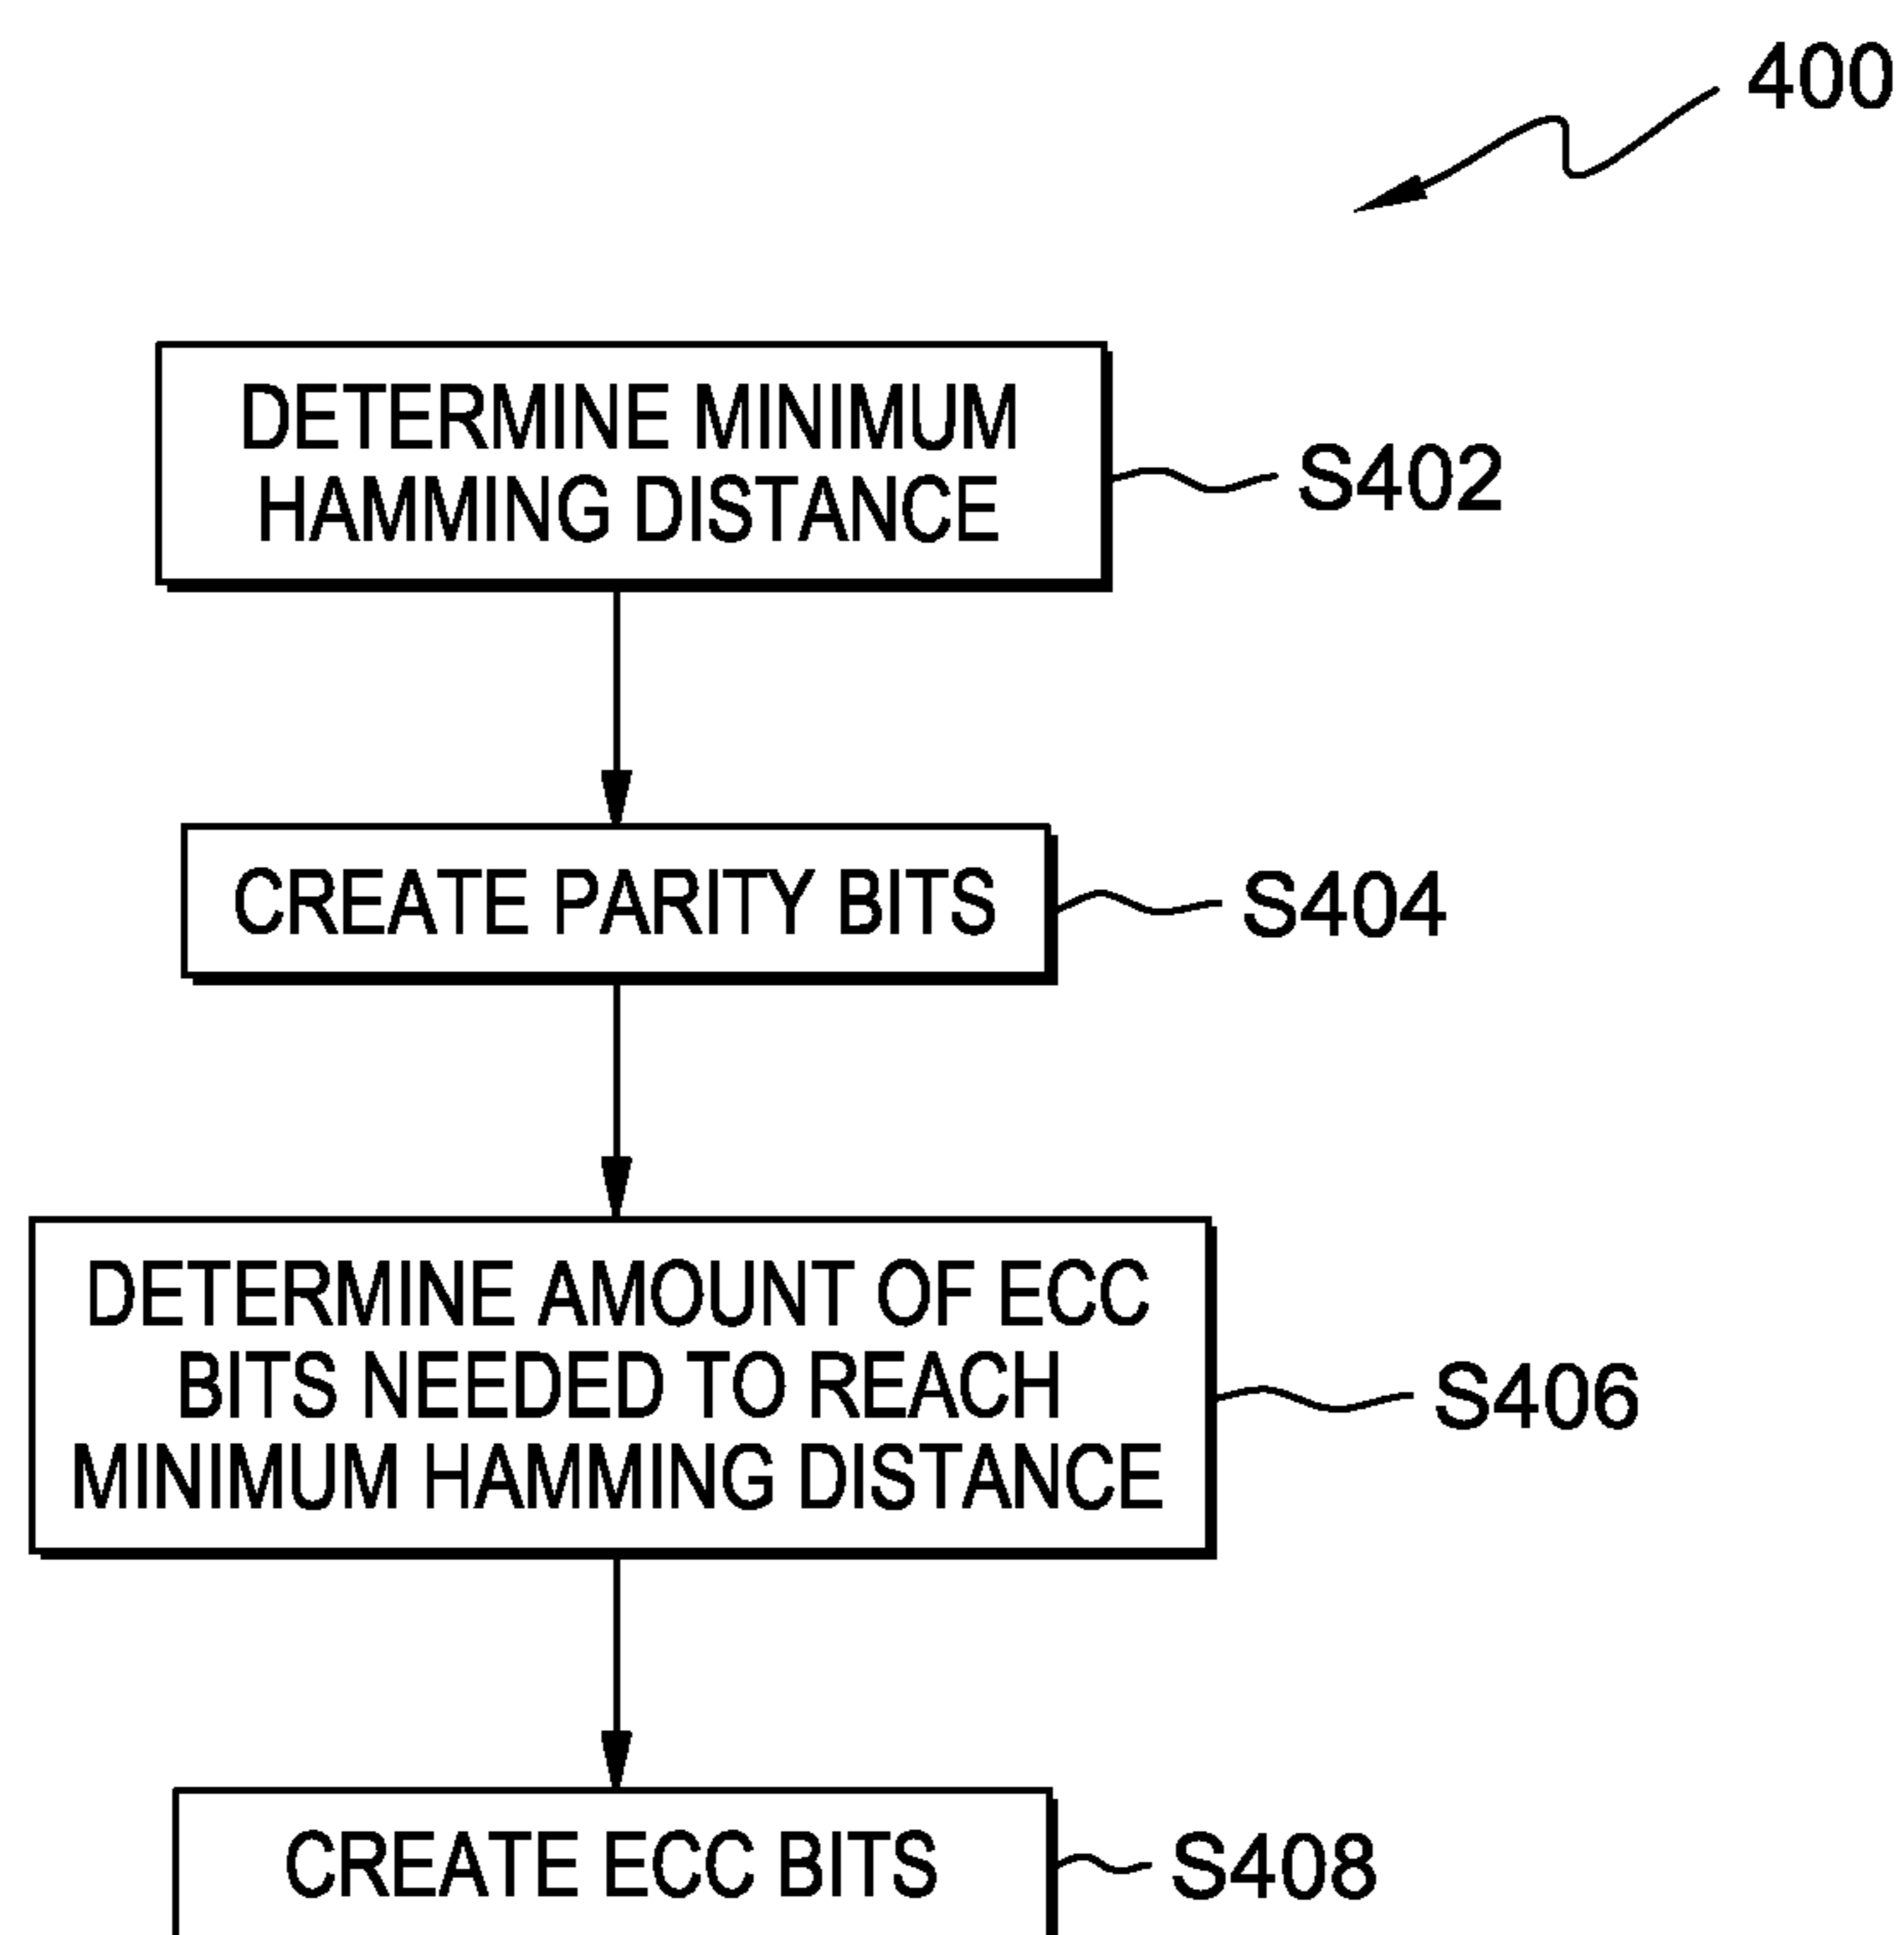 400
DETERMINE MINIMUM
HAMMING DISTANCE
S402
CREATE PARITY BITS
S404
DETERMINE AMOUNT OF ECC
BITS NEEDED TO REACH
MINIMUM HAMMING DISTANCE
S406
CREATE ECC BITS
S408